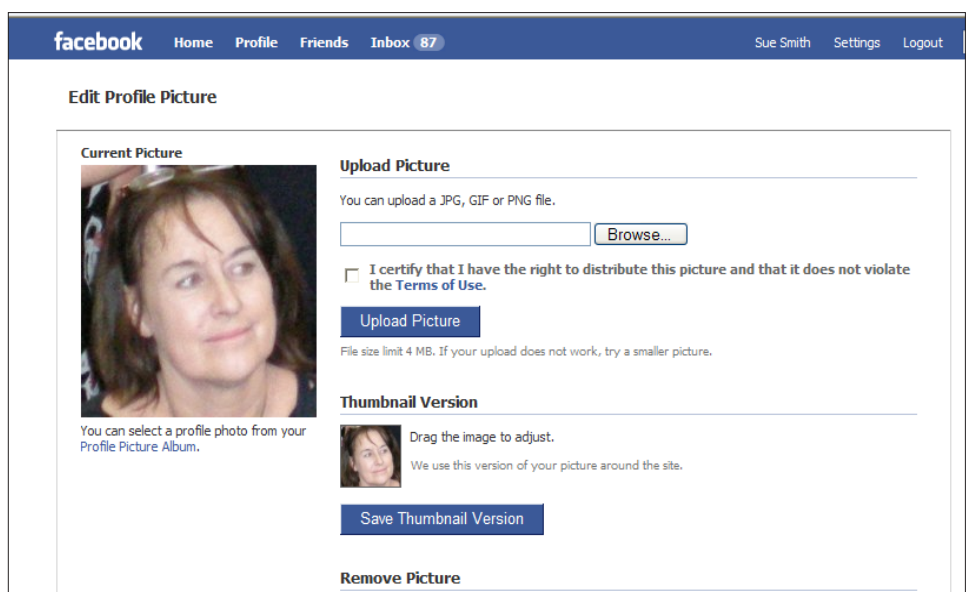 facebook Home Profile Friends Inbox 87 Sue Smith Settings Logout
Edit Profile Picture
Current Picture
You can select a profile photo from your
Profile Picture Album.
Upload Picture
You can upload a JPG, GIF or PNG file.
Browse...
I certify that I have the right to distribute this picture and that it does not violate
the Terms of Use.
Upload Picture
File size limit 4 MB. If your upload does not work, try a smaller picture.
Thumbnail Version
Drag the image to adjust.
We use this version of your picture around the site.
Save Thumbnail Version
Remove Picture